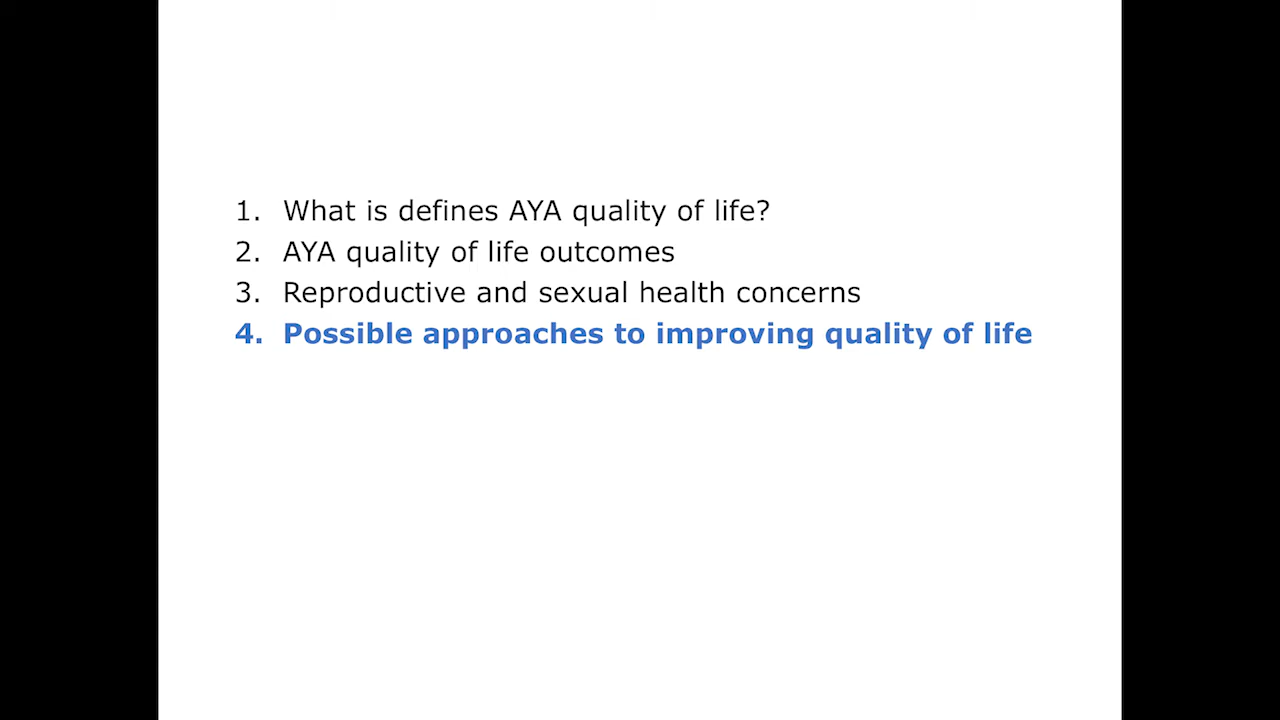 1. What is defines AYA quality of life?
2. AYA quality of life outcomes
3. Reproductive and sexual health concerns
4. Possible approaches to improving quality of life